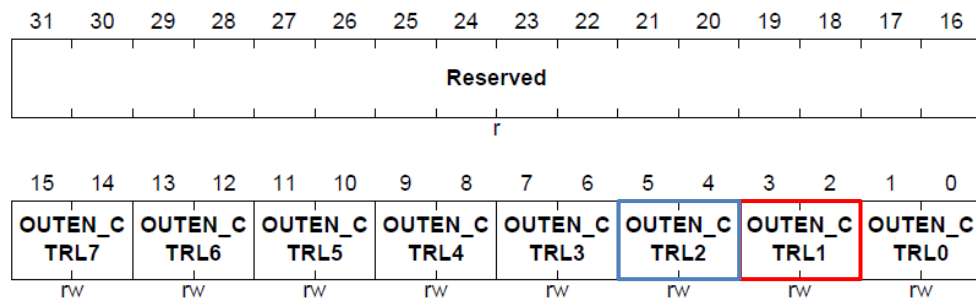 31 30 29 28 27 26 25 24 23 22 21 20 19 18 17 16
Reserved
r
15 14 13 12 11 10 9 8 7 6 5 4 3 2 1 0
OUTEN_C OUTEN_C OUTEN_C OUTEN_C OUTEN_C OUTEN_C OUTEN_C OUTEN_C
TRL7 TRL6 TRL5 TRL4 TRL3 TRL2 TRL1 TRL0
rw rw rw rw rw rw rw rw